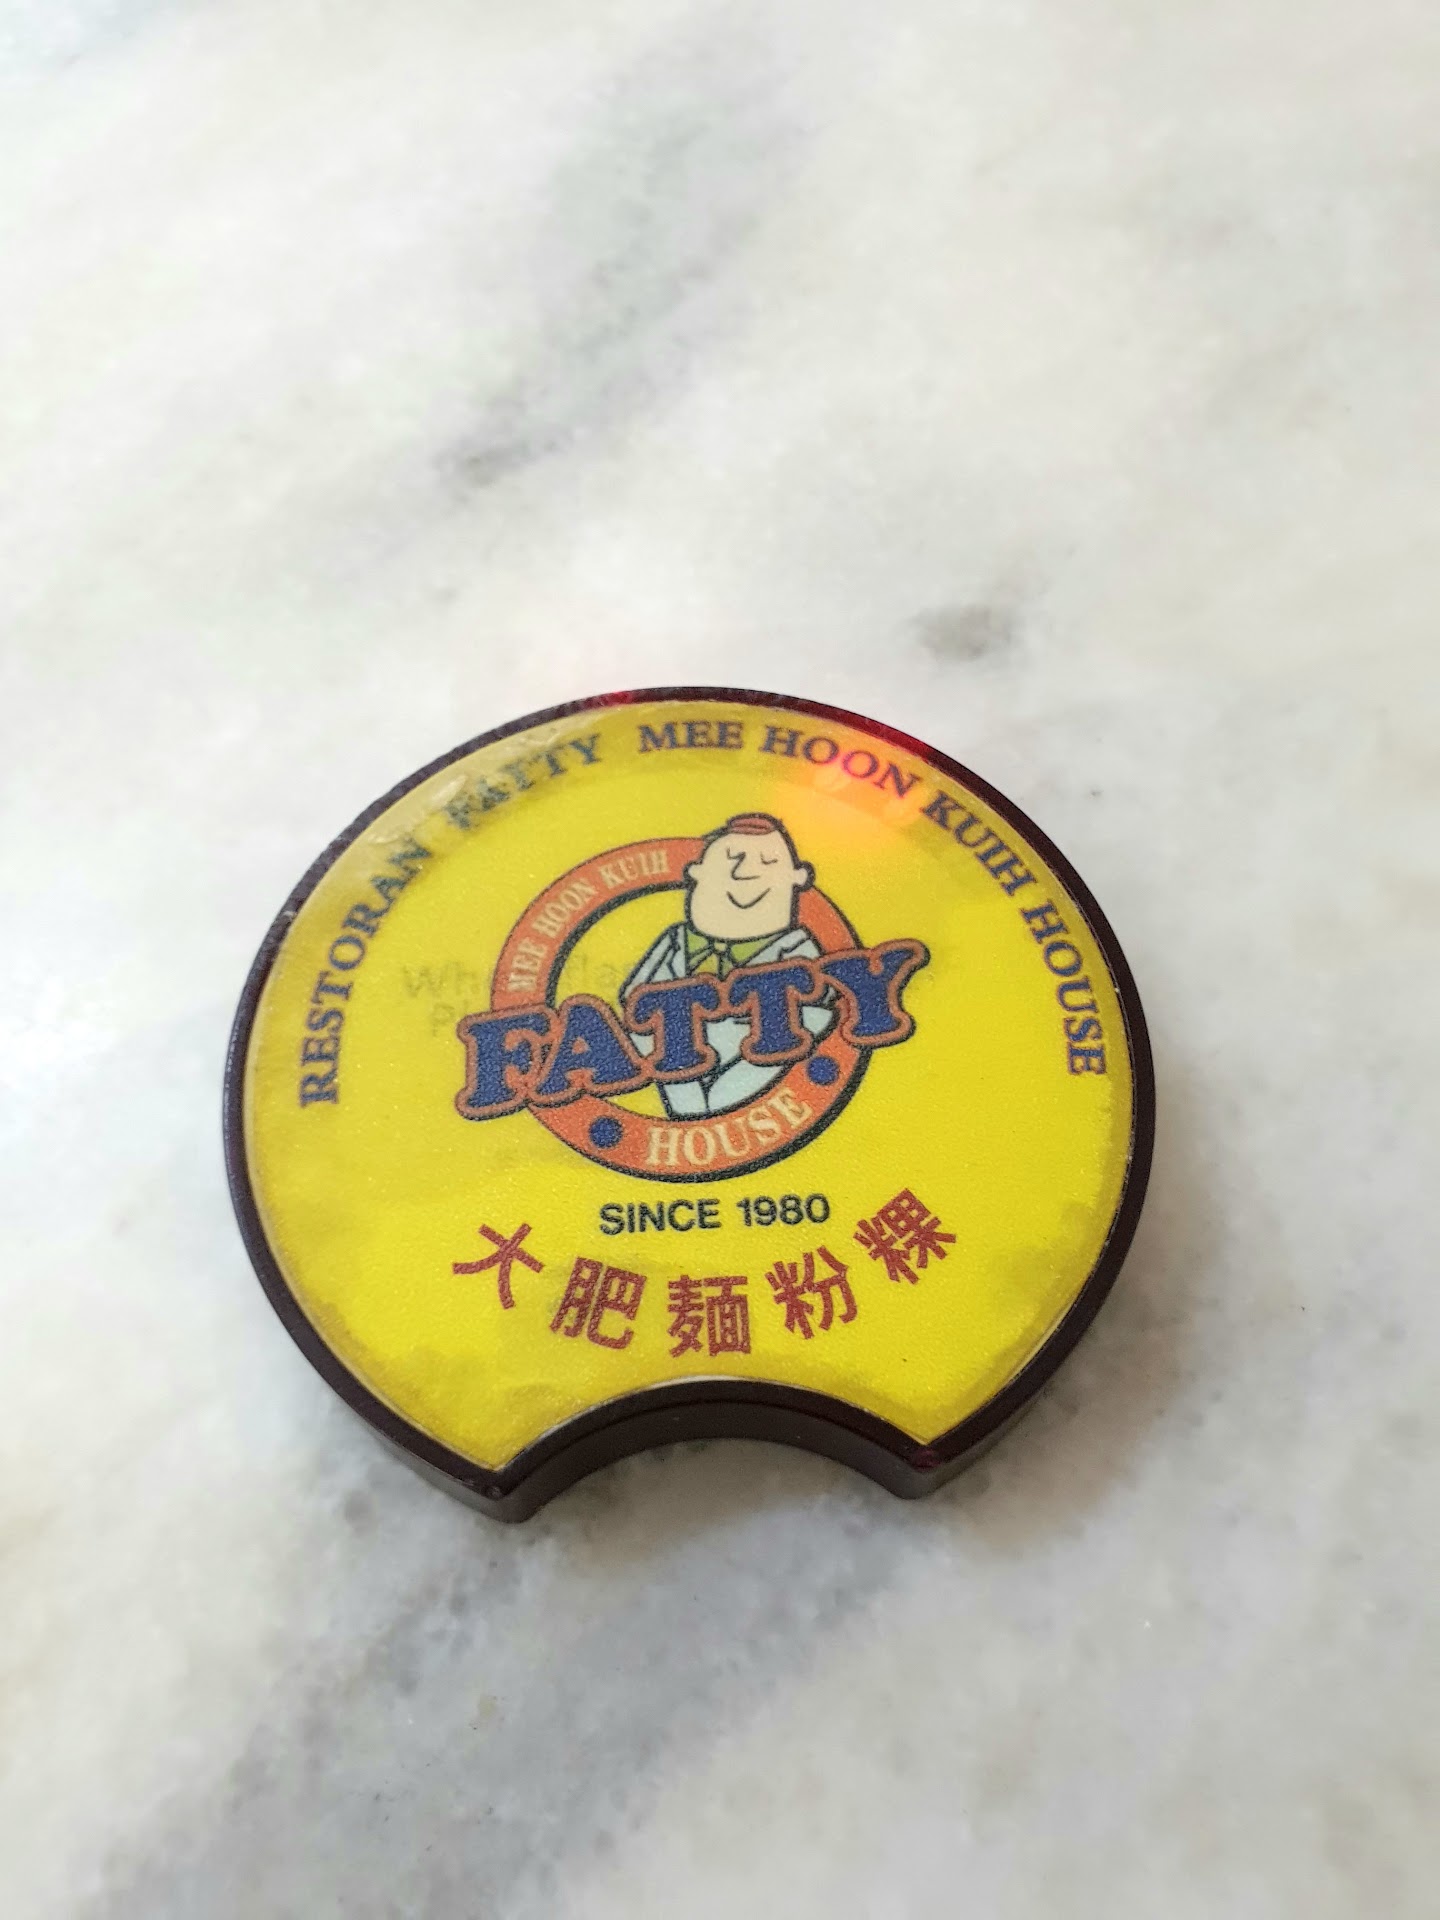 RESTORAN FATTY MEE HOON KUIH HOUSE
MEE HOON KUIH
FATTY
HOUSE
SINCE 1980
大肥麵粉粿